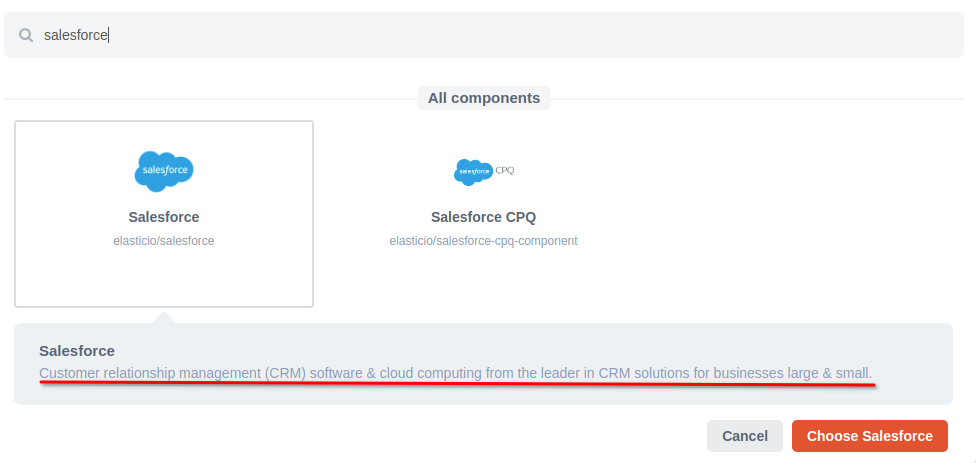 salesforce
All components
salesforce
salesforce CPQ
Salesforce
Salesforce CPQ
elasticio/salesforce
elasticio/salesforce-cpq-component
Salesforce
Customer relationship management (CRM) software & cloud computing from the leader in CRM solutions for businesses large & small.
Cancel
Choose Salesforce